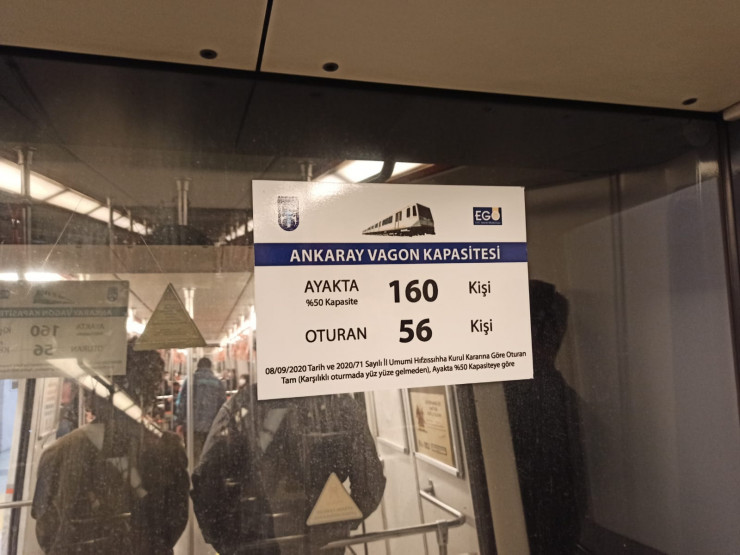 EGO
ANKARAY VAGON KAPASİTESİ
AYAKTA 160 Kişi
%50 Kapasite
OTURAN 56 Kişi
08/09/2020 Tarih ve 2020/71 Sayılı İl Umumi Hıfzıssıhha Kurul Kararına Göre Oturan
Tam (Karşılıklı oturmada yüz yüze gelmeden), Ayakta %50 Kapasiteye göre